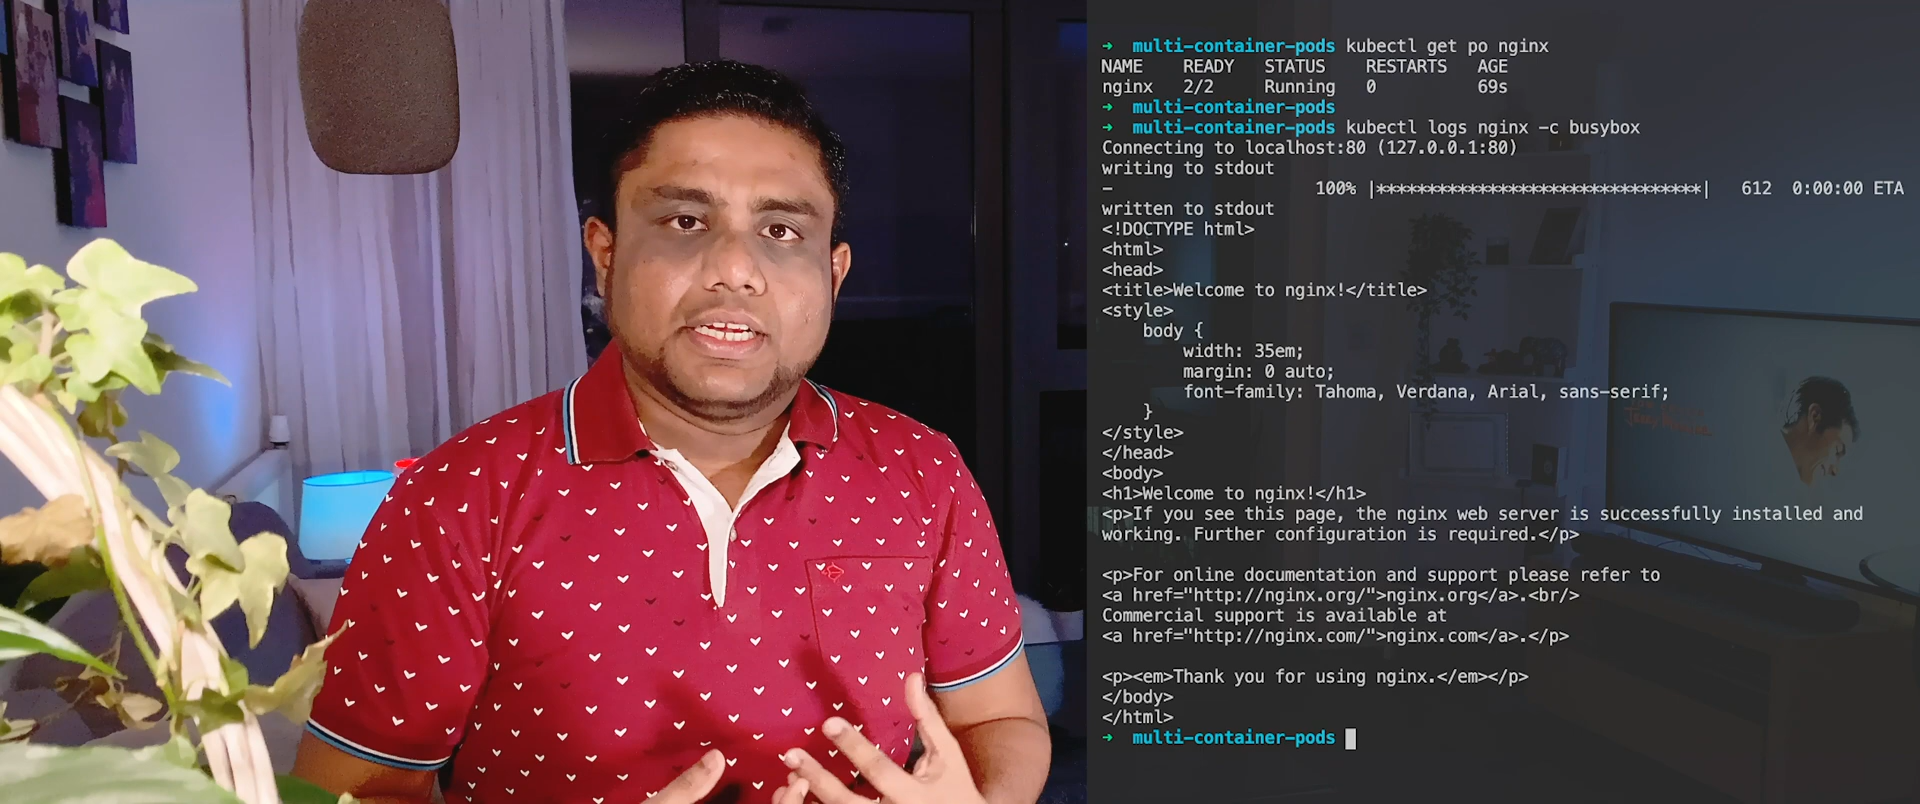 ➜  multi-container-pods kubectl get po nginx
NAME    READY   STATUS    RESTARTS   AGE
nginx   2/2     Running   0          69s
➜  multi-container-pods
➜  multi-container-pods kubectl logs nginx -c busybox
Connecting to localhost:80 (127.0.0.1:80)
writing to stdout
-                    100% |********************************|   612  0:00:00 ETA
written to stdout
<!DOCTYPE html>
<html>
<head>
<title>Welcome to nginx!</title>
<style>
    body {
        width: 35em;
        margin: 0 auto;
        font-family: Tahoma, Verdana, Arial, sans-serif;
    }
</style>
</head>
<body>
<h1>Welcome to nginx!</h1>
<p>If you see this page, the nginx web server is successfully installed and
working. Further configuration is required.</p>

<p>For online documentation and support please refer to
<a href="http://nginx.org/">nginx.org</a>.<br/>
Commercial support is available at
<a href="http://nginx.com/">nginx.com</a>.</p>

<p><em>Thank you for using nginx.</em></p>
</body>
</html>
➜  multi-container-pods